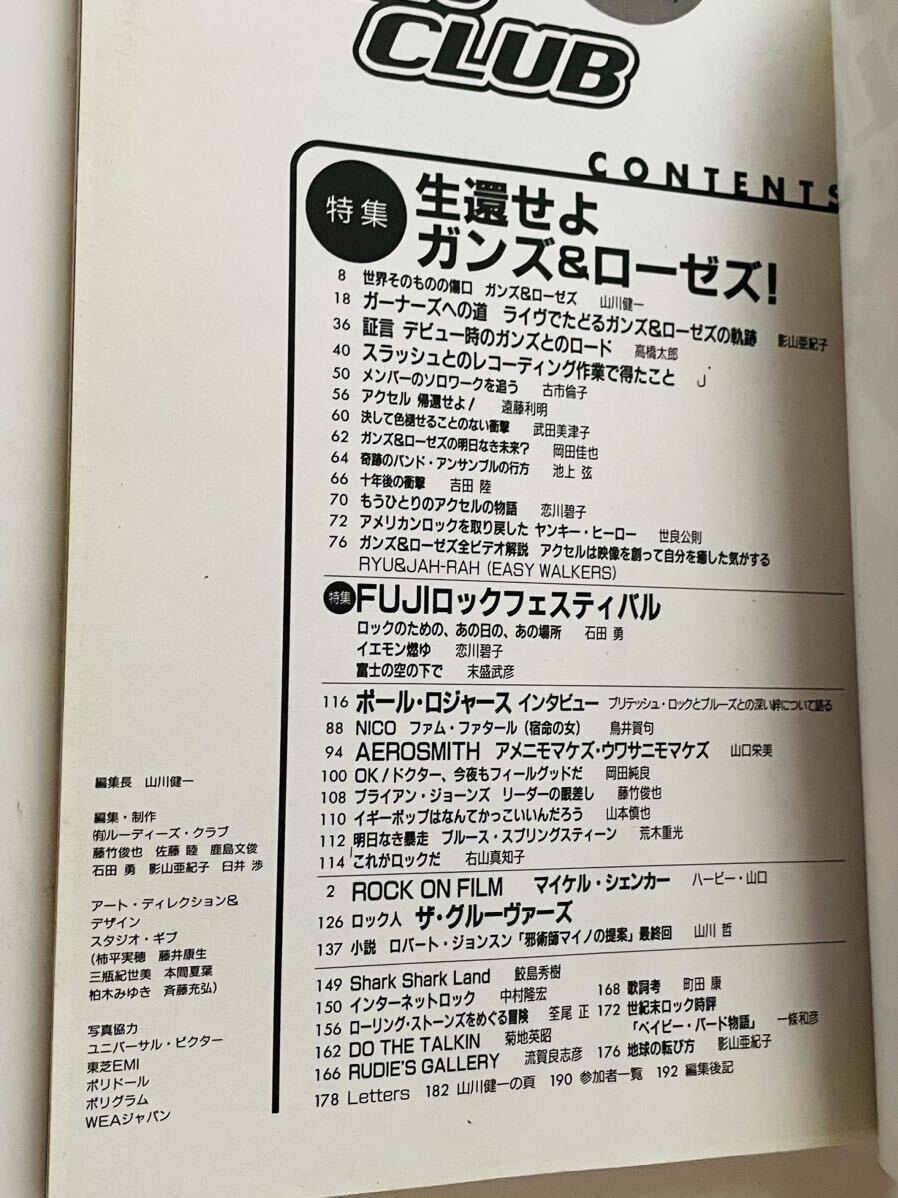 CLUB
CONTENTS
特集
生還せよ
ガンズ&ローゼズ!
8 世界そのものの傷口 ガンズ&ローゼズ 山川健一
18 ガーナーズへの道 ライヴでたどるガンズ&ローゼズの軌跡 影山亜紀子
36 証言 デビュー時のガンズとのロード 高橋太郎
40 スラッシュとのレコーディング作業で得たこと J
50 メンバーのソロワークを追う 古市倫子
56 アクセル 帰還せよ! 遠藤利明
60 決して色褪せることのない衝撃 武田美津子
62 ガンズ&ローゼズの明日なき未来? 岡田佳也
64 奇跡のバンド・アンサンブルの行方 池上 弦
66 十年後の衝撃 吉田 陸
70 もうひとりのアクセルの物語 恋川碧子
72 アメリカンロックを取り戻した ヤンキー・ヒーロー 世良公則
76 ガンズ&ローゼズ全ビデオ解説 アクセルは映像を創って自分を癒した気がする
RYU&JAH-RAH (EASY WALKERS)
特集 FUJIロックフェスティバル
ロックのための、あの日の、あの場所 石田 勇
イエモン燃ゆ 恋川碧子
富士の空の下で 末盛武彦
116 ポール・ロジャース インタビュー ブリテッシュ・ロックとブルーズとの深い絆について語る
88 NICO ファム・ファタール(宿命の女) 鳥井賀句
94 AEROSMITH アメニモマケズ・ウワサニモマケズ 山口栄美
100 OK!ドクター、今夜もフィールグッドだ 岡田純良
108 ブライアン・ジョーンズ リーダーの眼差し 藤竹俊也
110 イギーポップはなんてかっこいいんだろう 山本慎也
112 明日なき暴走 ブルース・スプリングスティーン 荒木重光
114 これがロックだ 右山真知子
2 ROCK ON FILM マイケル・シェンカー ハービー・山口
126 ロック人 ザ・グルーヴァーズ
137 小説 ロバート・ジョンスン「邪術師マイノの提案」最終回 山川 哲
149 Shark Shark Land 鮫島秀樹
150 インターネットロック 中村隆宏
156 ローリング・ストーンズをめぐる冒険 荃尾 正
162 DO THE TALKIN 菊地英昭
166 RUDIE'S GALLERY 流賀良志彦
168 歌詞考 町田 康
172 世紀末ロック時評
「ベイビー・バード物語」 一條和彦
176 地球の転び方 影山亜紀子
178 Letters 182 山川健一の頁 190 参加者一覧 192 編集後記
編集長 山川健一
編集・制作
㈲ルーディーズ・クラブ
藤竹俊也 佐藤 睦 鹿島文俊
石田 勇 影山亜紀子 臼井 渉
アート・ディレクション&
デザイン
スタジオ・ギブ
(柿平実穂 藤井康生
三瓶紀世美 本間夏葉
柏木みゆき 斉藤充弘)
写真協力
ユニバーサル・ビクター
東芝EMI
ポリドール
ポリグラム
WEAジャパン